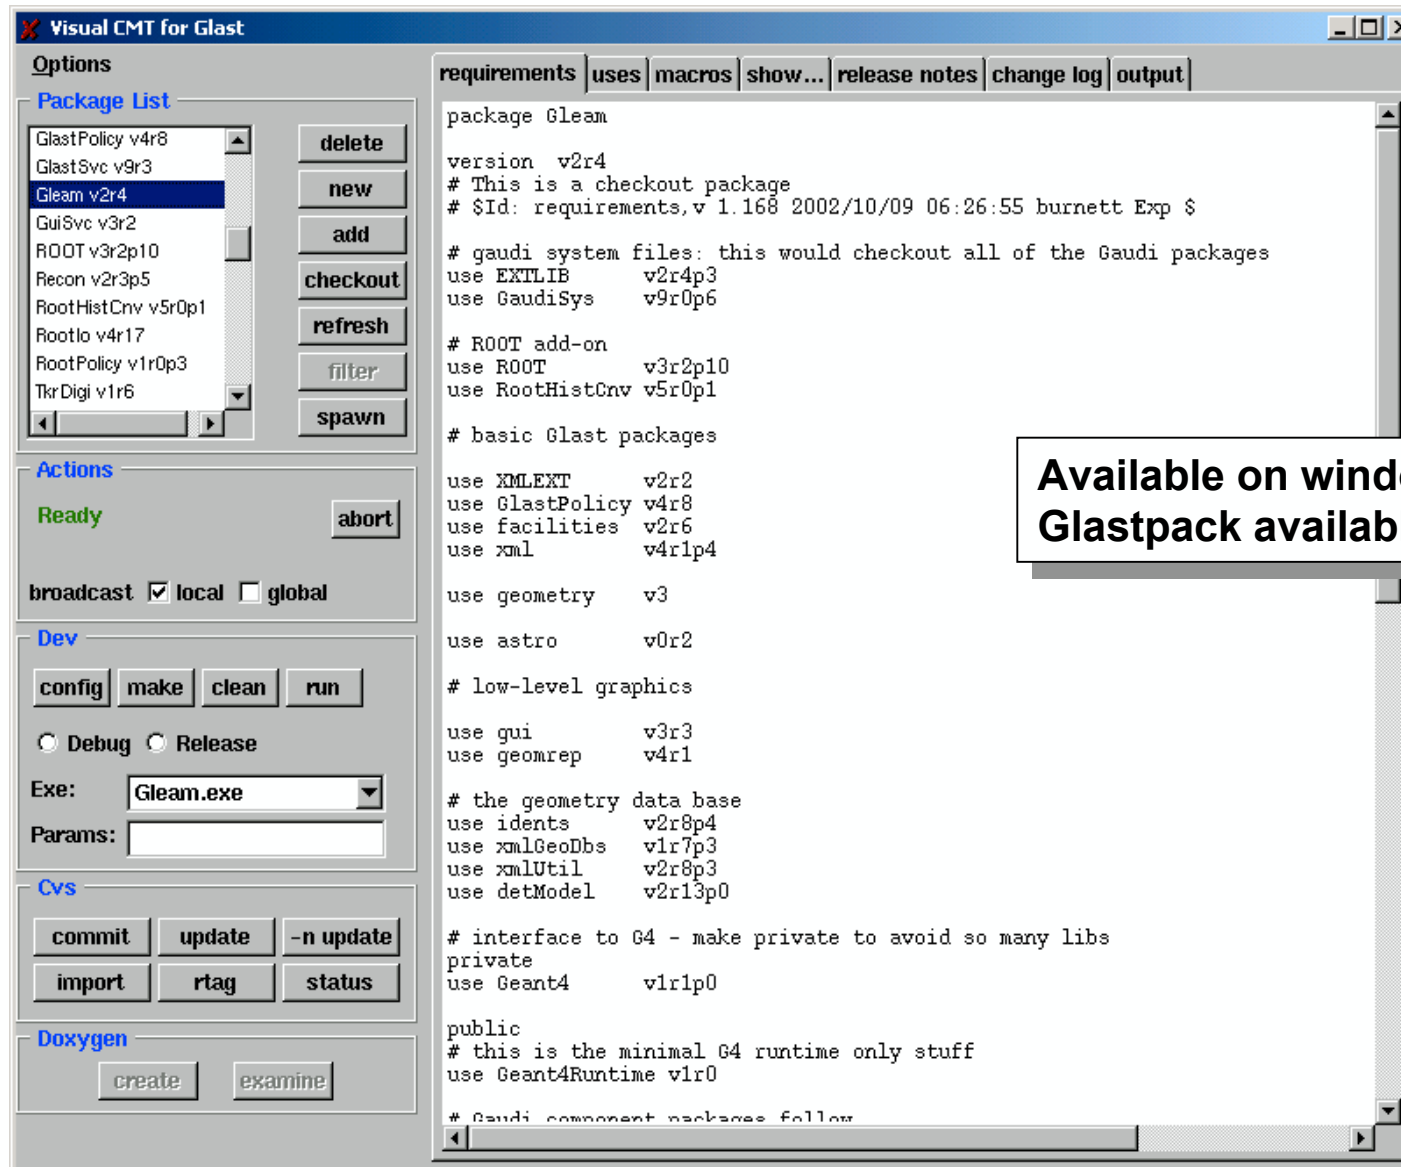 Visual CMT for Glast
Options
Package List
GlastPolicy v4r8
GlastSvc v9r3
Gleam v2r4
GuiSvc v3r2
ROOT v3r2p10
Recon v2r3p5
RootHistCnv v5r0p1
RootIo v4r17
RootPolicy v1r0p3
TkrDigi v1r6
delete
new
add
checkout
refresh
filter
spawn
Actions
Ready
abort
broadcast local global
Dev
config make clean run
Debug Release
Exe: Gleam.exe
Params:
Cvs
commit update -n update
import rtag status
Doxygen
create examine
requirements uses macros show... release notes change log output
package Gleam
version v2r4
# This is a checkout package
# $Id: requirements,v 1.168 2002/10/09 06:26:55 burnett Exp $
# gaudi system files: this would checkout all of the Gaudi packages
use EXTLIB v2r4p3
use GaudiSys v9r0p6
# ROOT add-on
use ROOT v3r2p10
use RootHistCnv v5r0p1
# basic Glast packages
use XMLEXT v2r2
use GlastPolicy v4r8
use facilities v2r6
use xml v4r1p4
use geometry v3
use astro v0r2
# low-level graphics
use gui v3r3
use geomrep v4r1
# the geometry data base
use idents v2r8p4
use xmlGeoDbs v1r7p3
use xmlUtil v2r8p3
use detModel v2r13p0
# interface to G4 - make private to avoid so many libs
private
use Geant4 v1r1p0
public
# this is the minimal G4 runtime only stuff
use Geant4Runtime v1r0
# Gaudi component packages follow
Available on
Glastpack